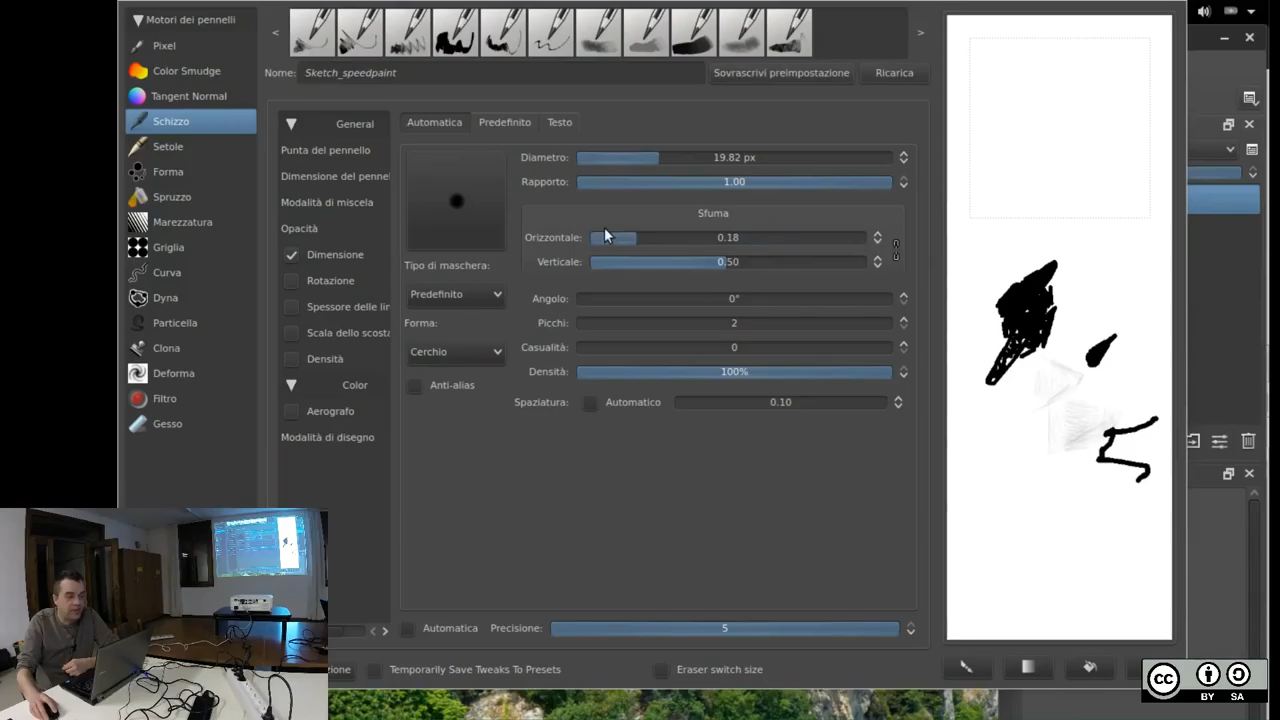 Motori dei pennelli
Pixel
Color Smudge
Tangent Normal
Schizzo
Setole
Forma
Spruzzo
Marezzatura
Griglia
Curva
Dyna
Particella
Clona
Deforma
Filtro
Gesso
<
>
Nome: Sketch_speedpaint
Sovrascrivi preimpostazione
Ricarica
General
Punta del pennello
Dimensione del pennel
Modalità di miscela
Opacità
Dimensione
Rotazione
Spessore delle lin
Scala dello scosta
Densità
Color
Aerografo
Modalità di disegno
Automatica Predefinito Testo
Diametro: 19.82 px
Rapporto: 1.00
Sfuma
Orizzontale: 0.18
Verticale: 0.50
Tipo di maschera:
Predefinito
Forma:
Cerchio
Anti-alias
Angolo: 0°
Picchi: 2
Casualità: 0
Densità: 100%
Spaziatura: Automatico 0.10
Automatica Precisione: 5
zione
Temporarily Save Tweaks To Presets
Eraser switch size
CC BY SA